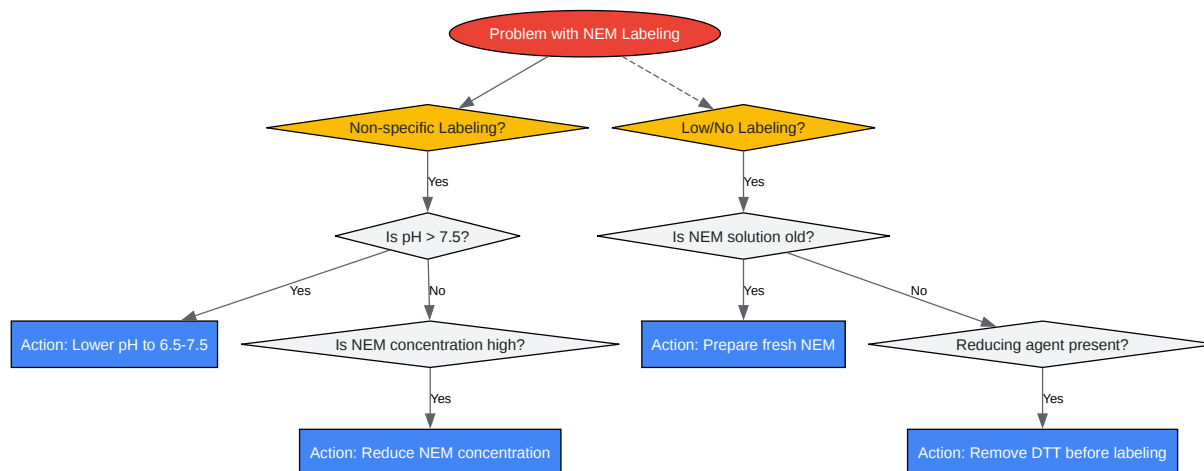 Problem with NEM Labeling
Non-specific Labeling?
Low/No Labeling?
Yes
Yes
Is pH > 7.5?
Is NEM solution old?
Yes
No
Yes
No
Action: Lower pH to 6.5-7.5
Is NEM concentration high?
Action: Prepare fresh NEM
Reducing agent present?
Yes
Yes
Action: Reduce NEM concentration
Action: Remove DTT before labeling